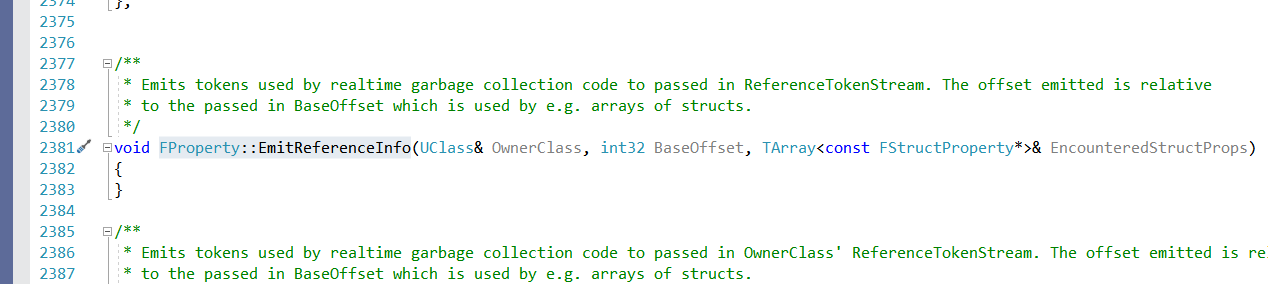 2374 };
2375
2376
2377 /**
2378 * Emits tokens used by realtime garbage collection code to passed in ReferenceTokenStream. The offset emitted is relative
2379 * to the passed in BaseOffset which is used by e.g. arrays of structs.
2380 */
2381 void FProperty::EmitReferenceInfo(UClass& OwnerClass, int32 BaseOffset, TArray<const FStructProperty*>& EncounteredStructProps)
2382 {
2383 }
2384
2385 /**
2386 * Emits tokens used by realtime garbage collection code to passed in OwnerClass' ReferenceTokenStream. The offset emitted is re
2387 * to the passed in BaseOffset which is used by e.g. arrays of structs.